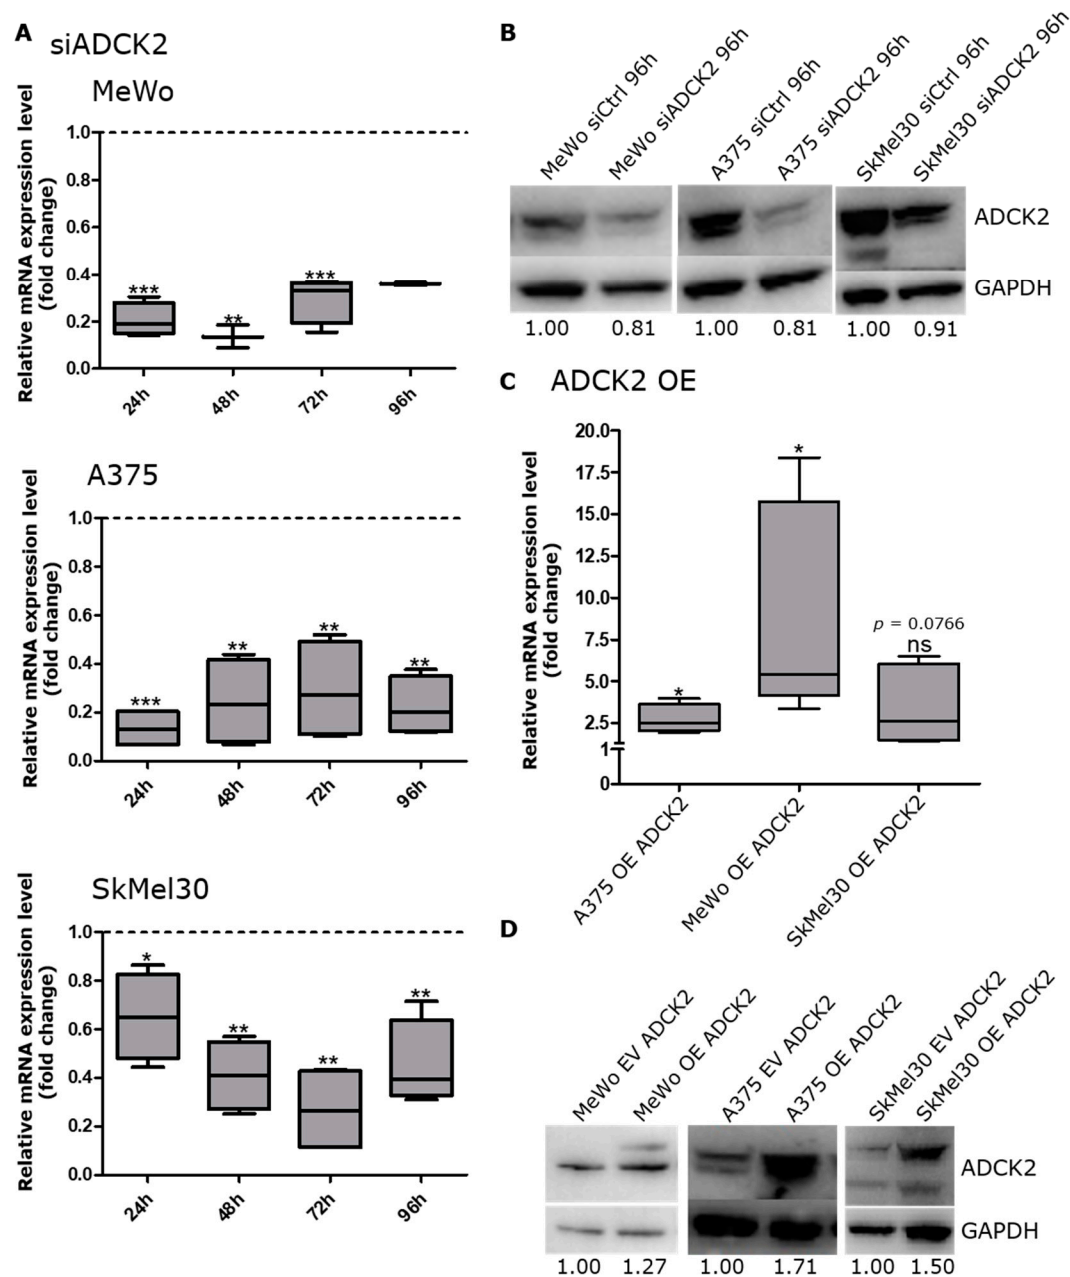 A
siADCK2
MeWo
Relative mRNA expression level
(fold change)
1.0
0.8
0.6
0.4
0.2
0.0
***
**
***
24h
48h
72h
96h
A375
Relative mRNA expression level
(fold change)
1.0
0.8
0.6
0.4
0.2
0.0
***
**
**
**
24h
48h
72h
96h
SkMel30
Relative mRNA expression level
(fold change)
1.0
0.8
0.6
0.4
0.2
0.0
*
**
**
**
24h
48h
72h
96h
B
MeWo siCtrl 96h
MeWo siADCK2 96h
A375 siCtrl 96h
A375 siADCK2 96h
SkMel30 siCtrl 96h
SkMel30 siADCK2 96h
ADCK2
GAPDH
1.00 0.81 1.00 0.81 1.00 0.91
C
ADCK2 OE
Relative mRNA expression level
(fold change)
20.0
17.5
15.0
12.5
10.0
7.5
5.0
2.5
1
0
*
*
p = 0.0766
ns
A375 OE ADCK2
MeWo OE ADCK2
SkMel30 OE ADCK2
D
MeWo EV ADCK2
MeWo OE ADCK2
A375 EV ADCK2
A375 OE ADCK2
SkMel30 EV ADCK2
SkMel30 OE ADCK2
ADCK2
GAPDH
1.00 1.27 1.00 1.71 1.00 1.50